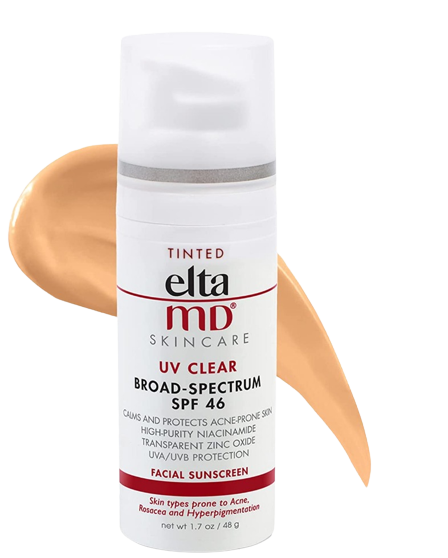 TINTED
elta
MD®
SKINCARE
UV CLEAR
BROAD-SPECTRUM
SPF 46
CALMS AND PROTECTS ACNE-PRONE SKIN
HIGH-PURITY NIACINAMIDE
TRANSPARENT ZINC OXIDE
UVA/UVB PROTECTION
FACIAL SUNSCREEN
Skin types prone to Acne,
Rosacea and Hyperpigmentation
net wt 1.7 oz / 48 g